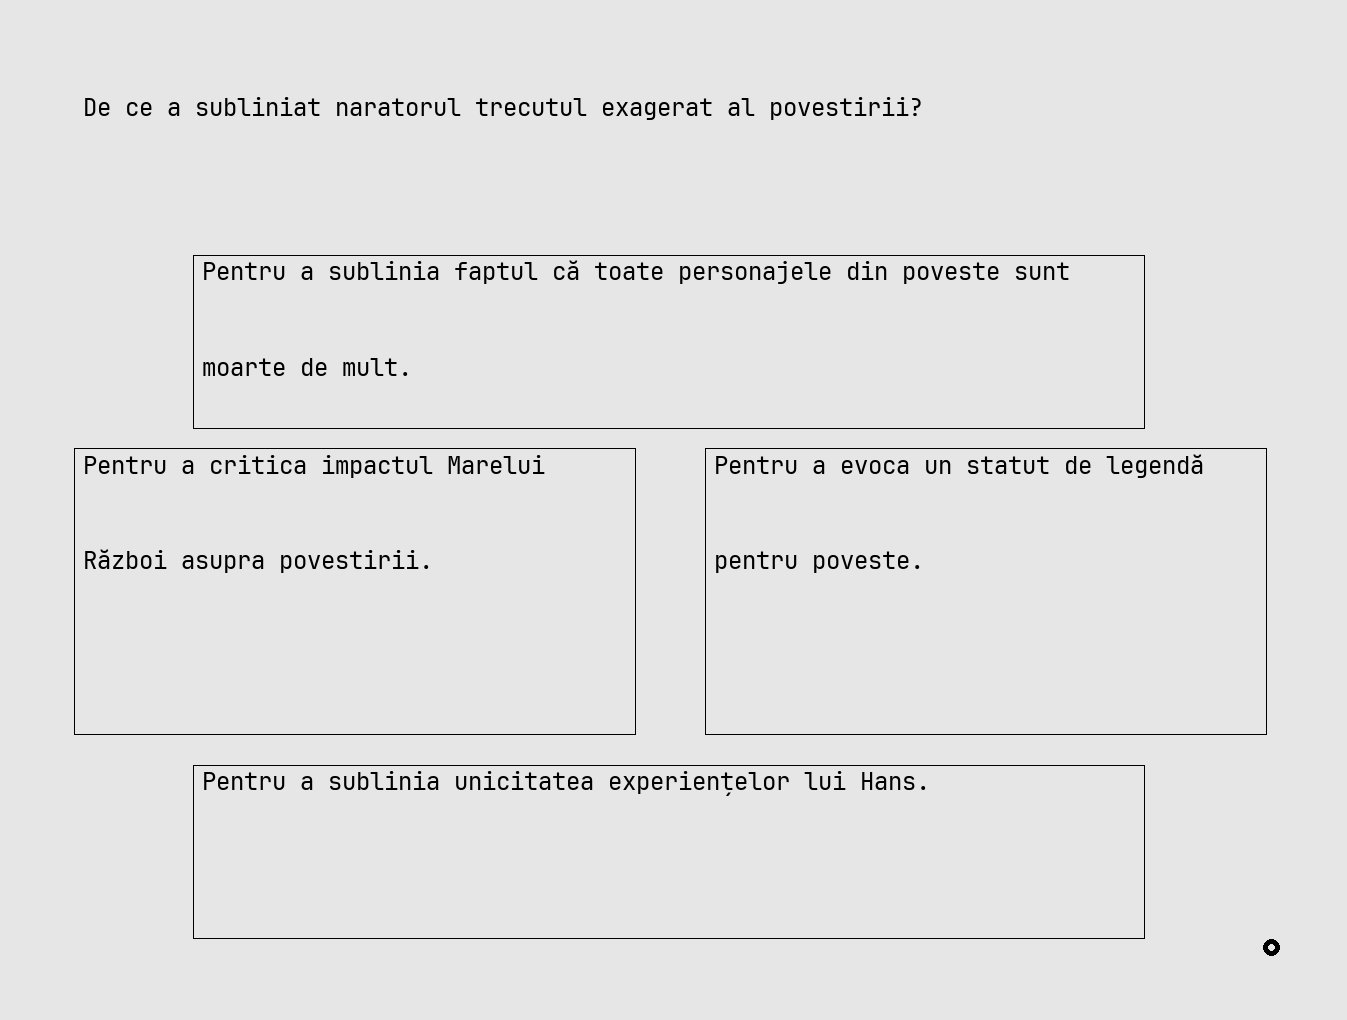 De ce a subliniat naratorul trecutul exagerat al povestirii?
Pentru a sublinia faptul că toate personajele din poveste sunt
moarte de mult.
Pentru a critica impactul Marelui
Război asupra povestirii.
Pentru a evoca un statut de legendă
pentru poveste.
Pentru a sublinia unicitatea experiențelor lui Hans.